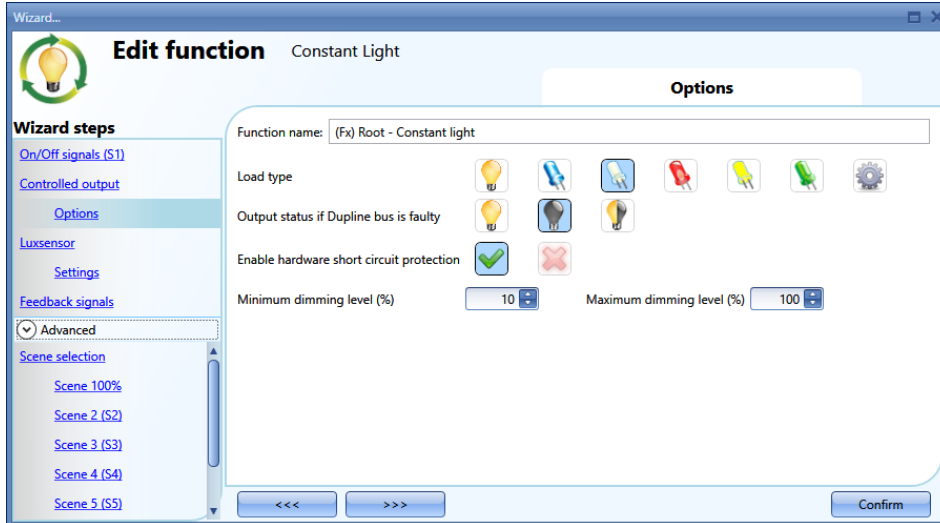 Wizard...
Edit function Constant Light
Options
Wizard steps
On/Off signals (S1)
Controlled output
Options
Luxsensor
Settings
Feedback signals
Advanced
Scene selection
Scene 100%
Scene 2 (S2)
Scene 3 (S3)
Scene 4 (S4)
Scene 5 (S5)
Function name: (Fx) Root - Constant light
Load type
Output status if Dupline bus is faulty
Enable hardware short circuit protection
Minimum dimming level (%) 10 Maximum dimming level (%) 100
<<< >>> Confirm